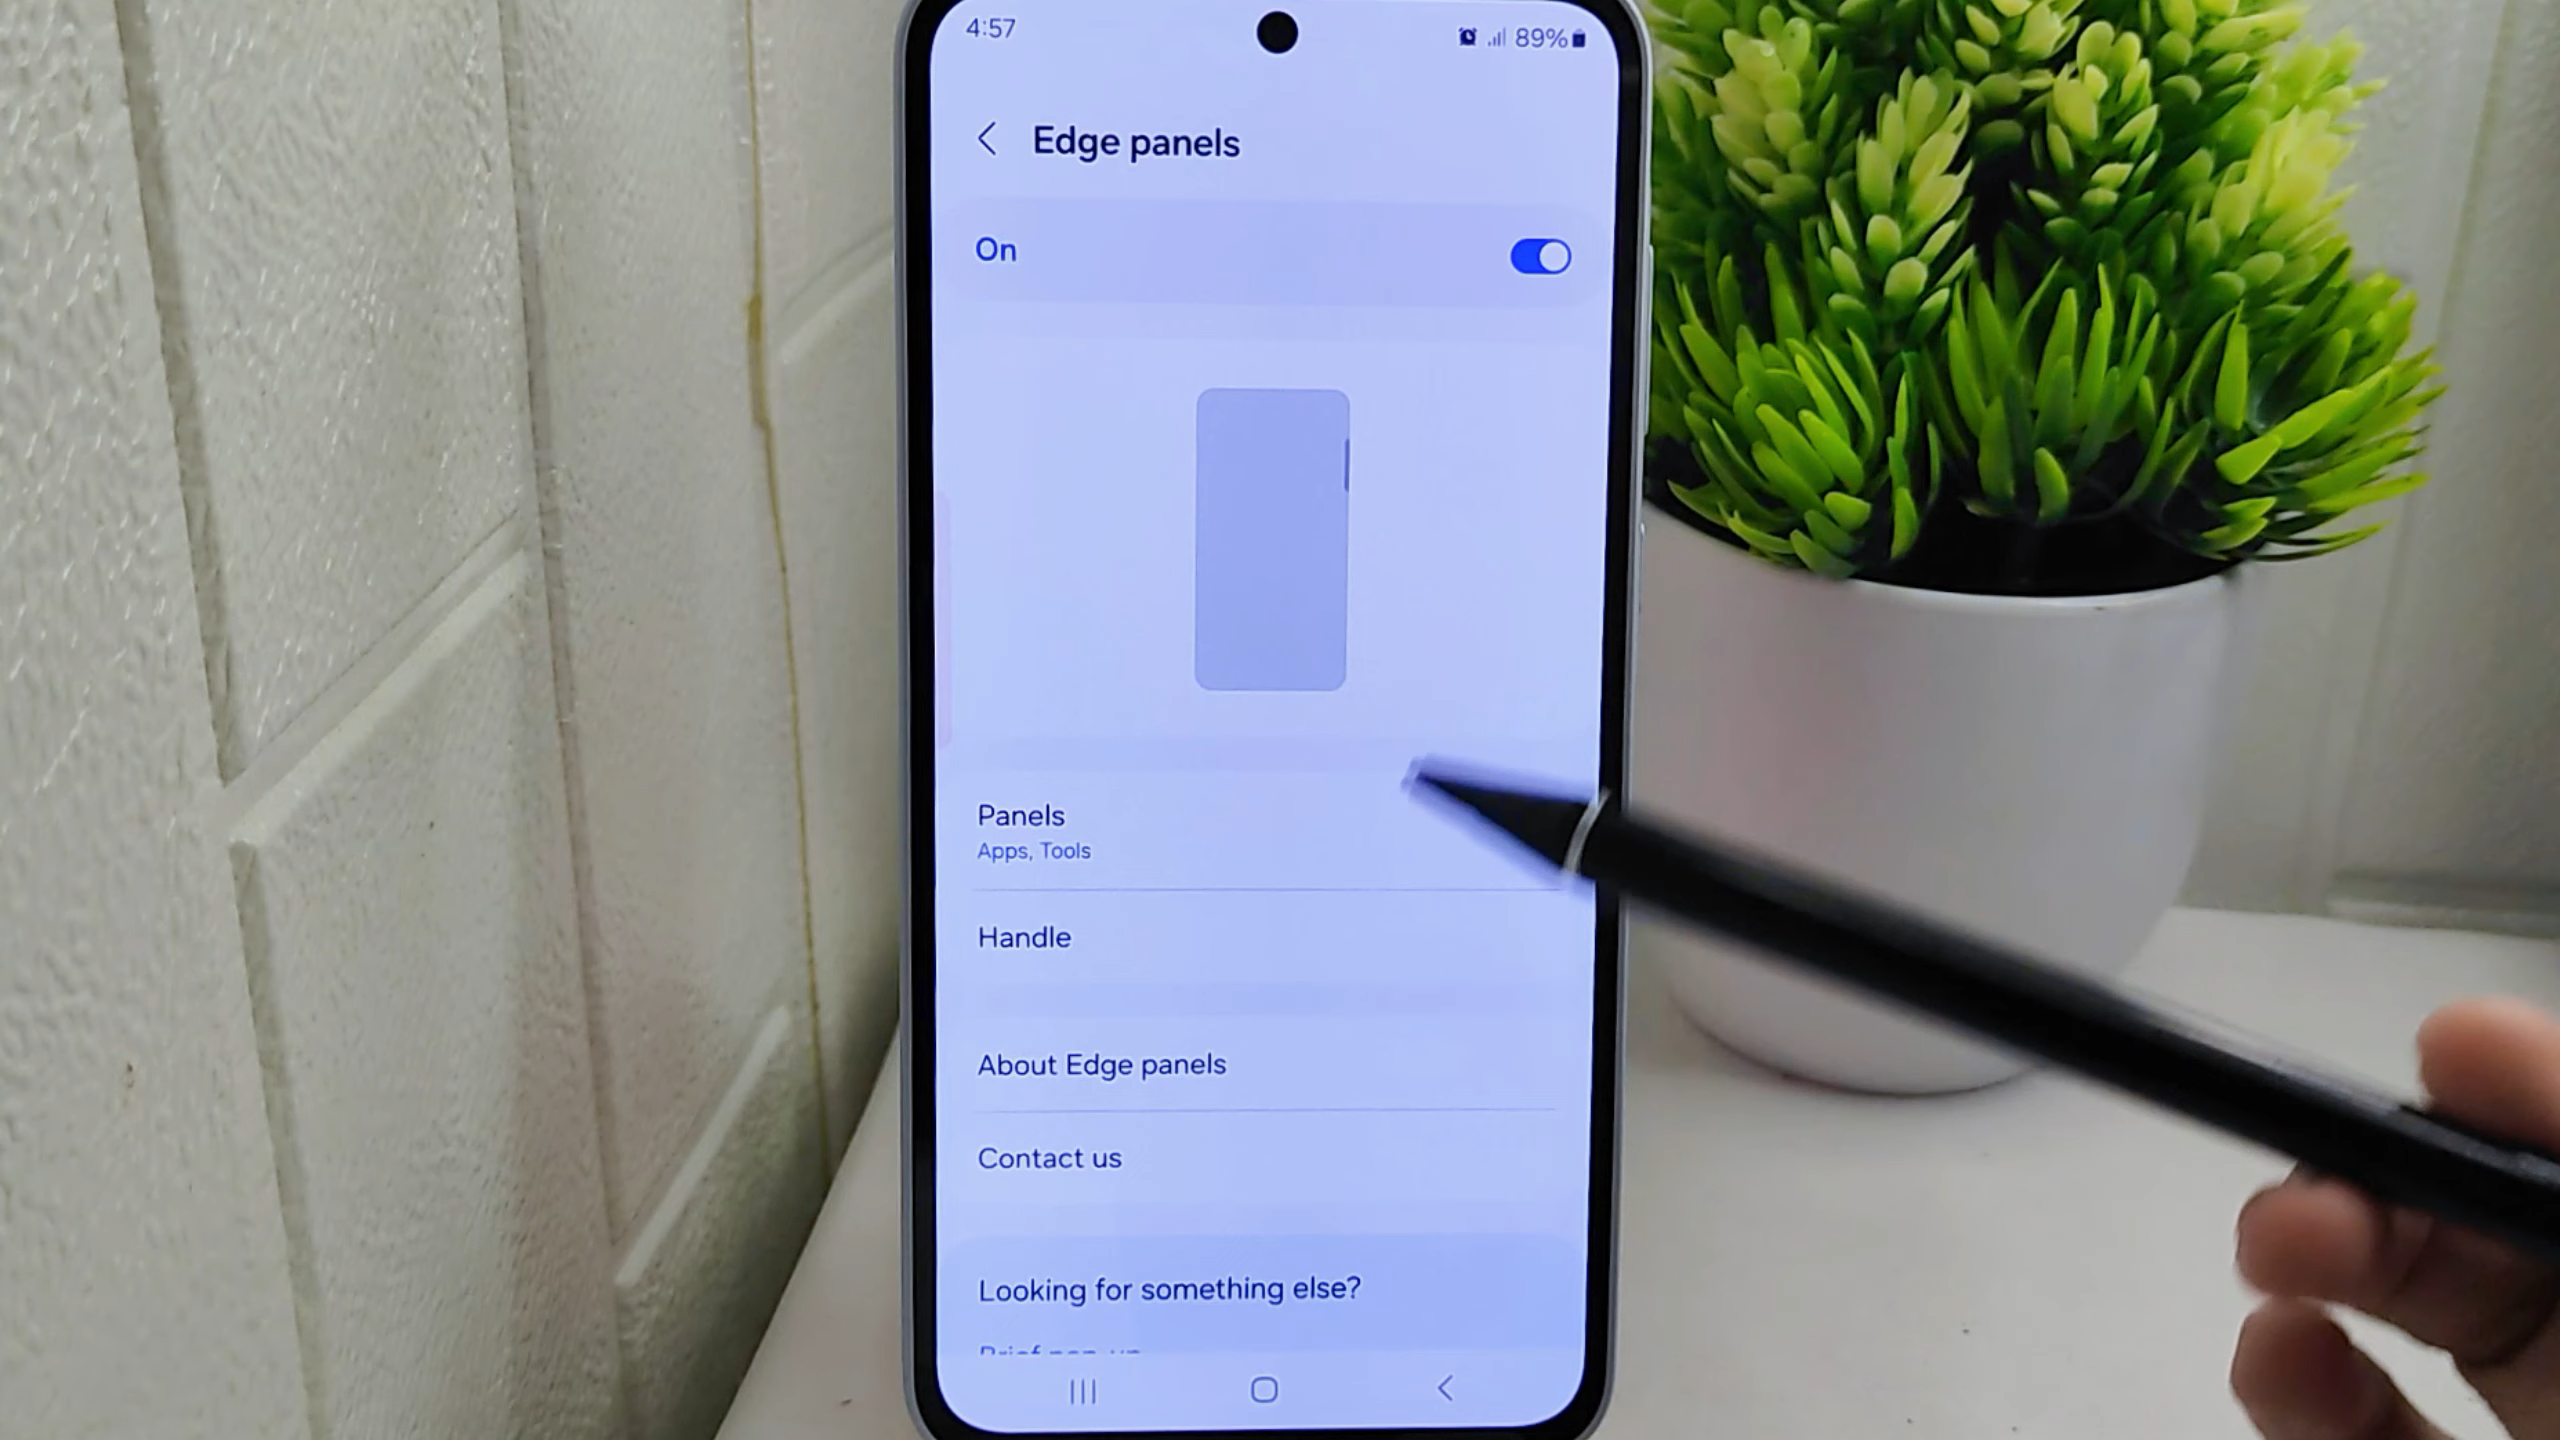 4:57
89%
Edge panels
On
Panels
Apps, Tools
Handle
About Edge panels
Contact us
Looking for something else?